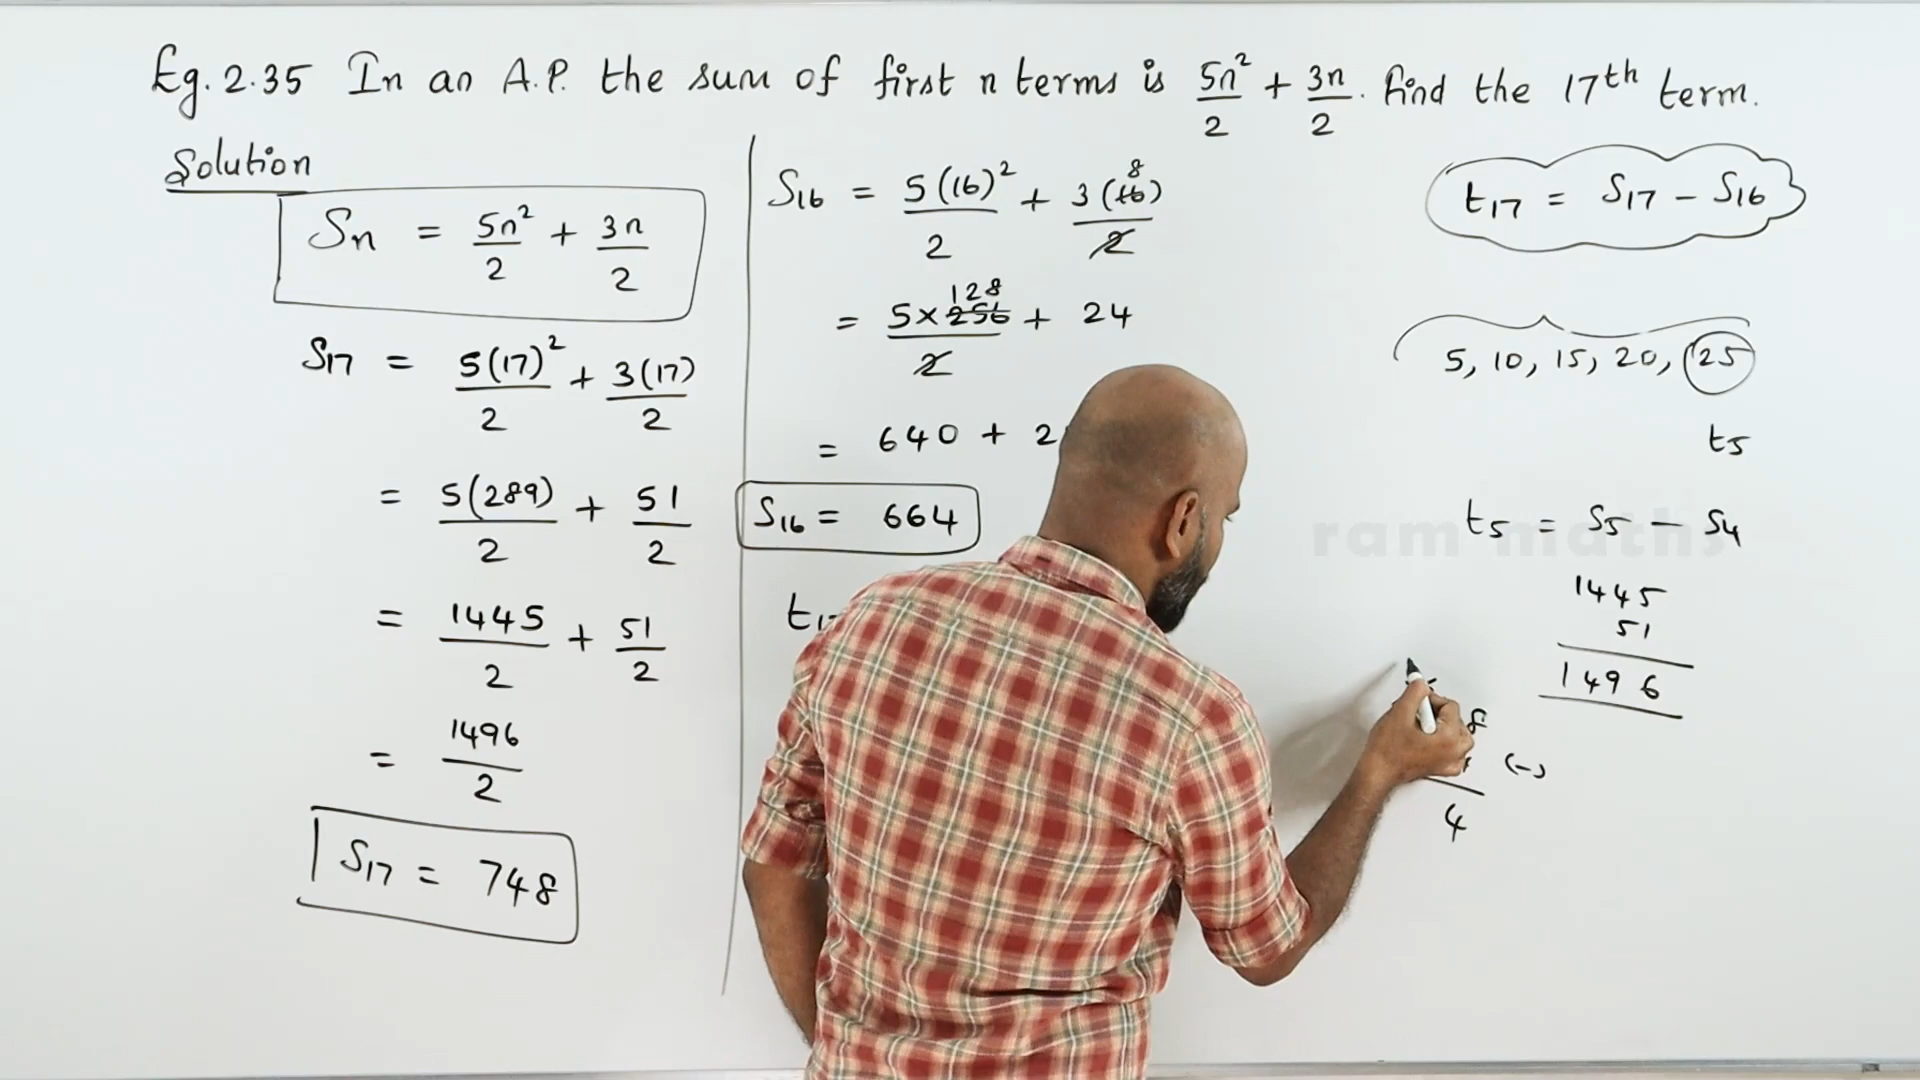 Eg. 2.35 In an A.P. the sum of first n terms is 5n²/2 + 3n/2. find the 17th term.
Solution
Sn = 5n²/2 + 3n/2
S17 = 5(17)²/2 + 3(17)/2
= 5(289)/2 + 51/2
= 1445/2 + 51/2
= 1496/2
S17 = 748
8
S16 = 5(16)²/2 + 3(16)/2
128
= 5×256/2 + 24
= 640 + 2
S16 = 664
t1
t17 = S17 – S16
5, 10, 15, 20, 25
t5
t5 = S5 – S4
ram maths
1445
51
1496
8
(–)
4